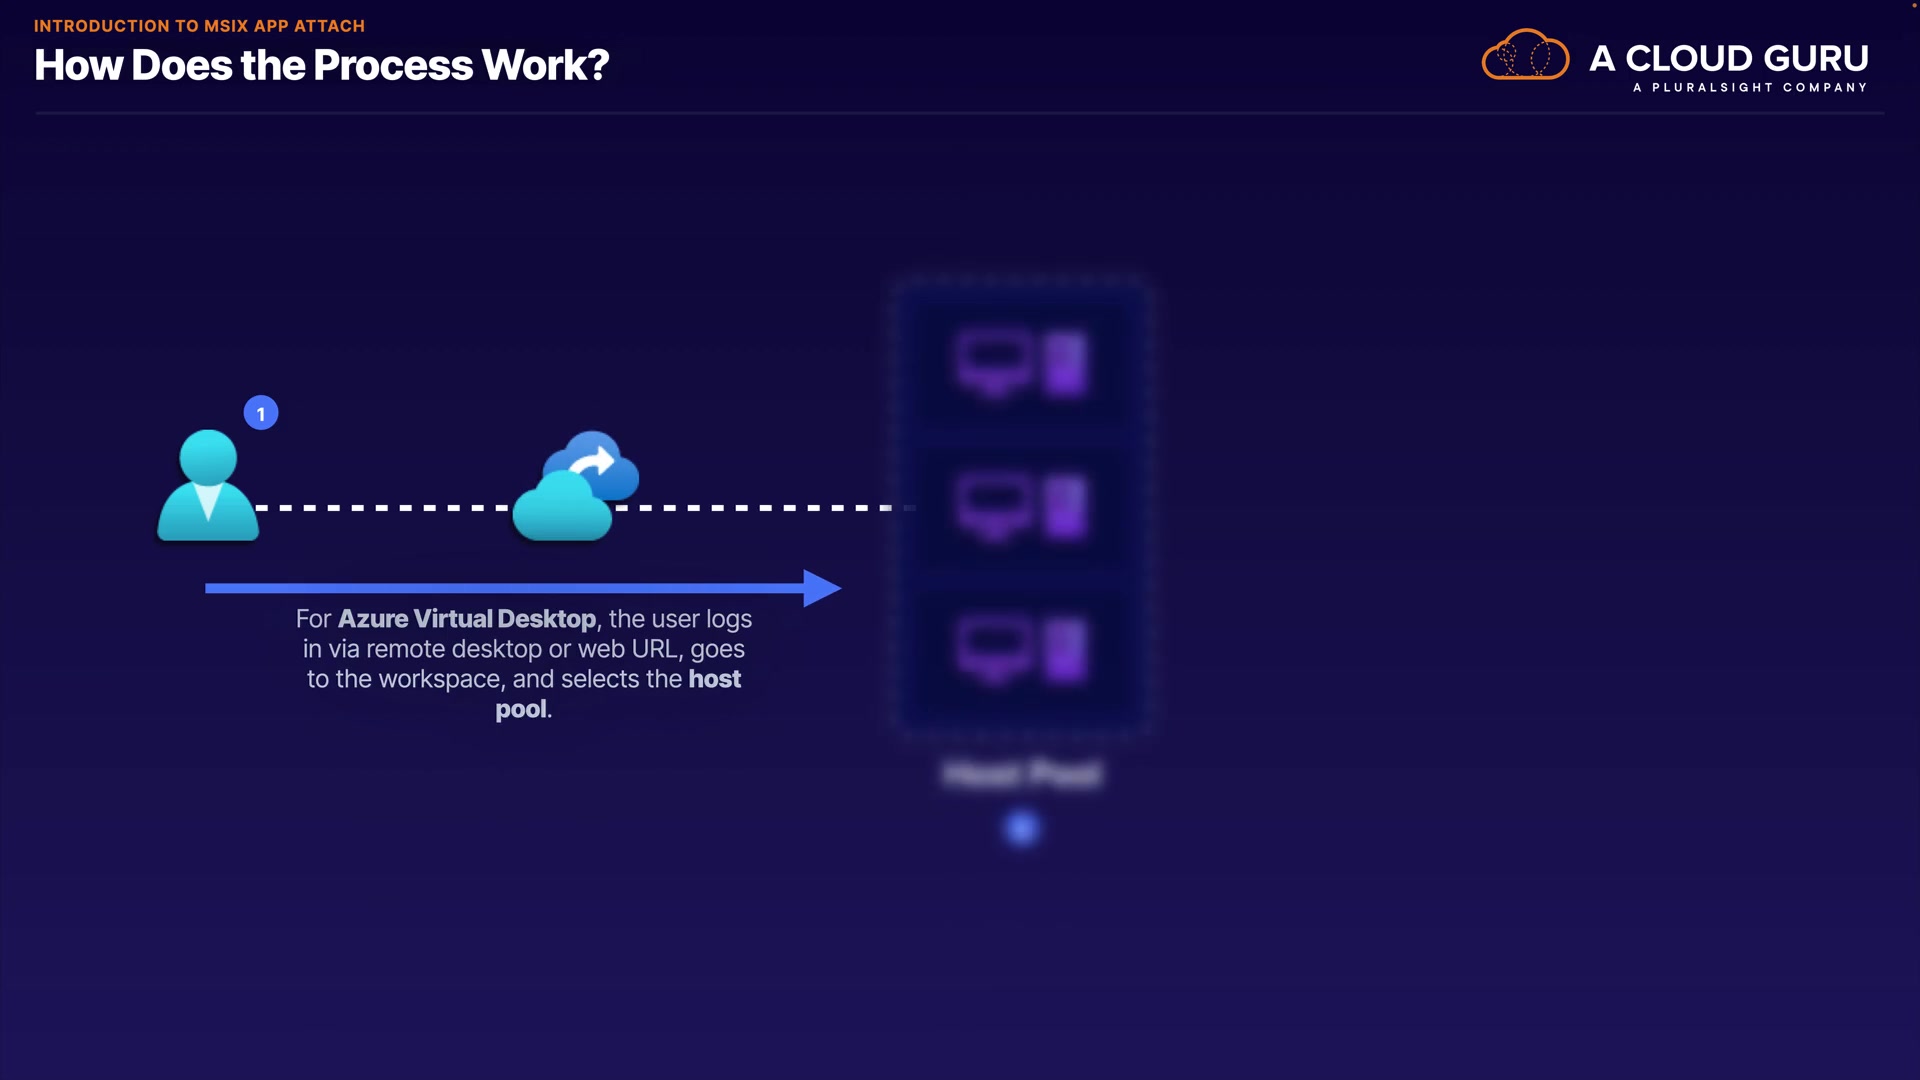 INTRODUCTION TO MSIX APP ATTACH
How Does the Process Work?
A CLOUD GURU
A PLURALSIGHT COMPANY
1
For Azure Virtual Desktop, the user logs
in via remote desktop or web URL, goes
to the workspace, and selects the host
pool.
Host Pool